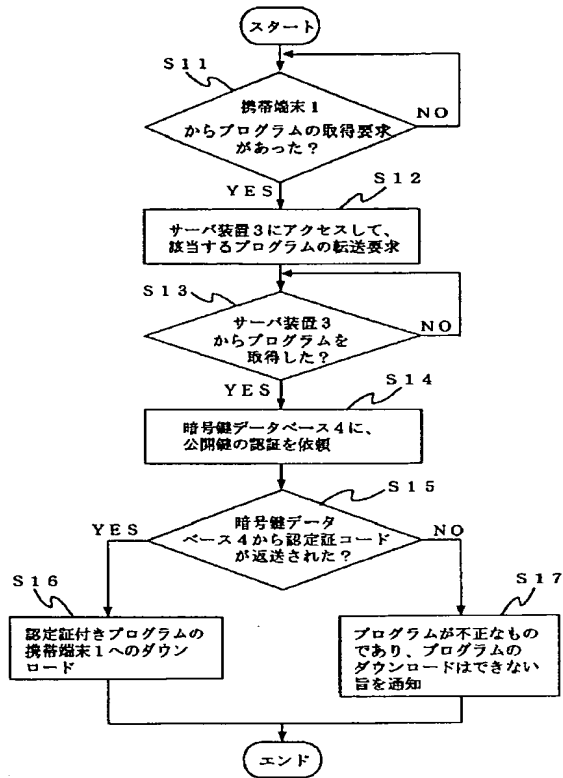 スタート
S11
携帯端末1
からプログラムの取得要求
があった?
NO
YES
S12
サーバ装置3にアクセスして、
該当するプログラムの転送要求
S13
サーバ装置3
からプログラムを
取得した?
NO
YES
S14
暗号鍵データベース4に、
公開鍵の認証を依頼
S15
暗号鍵データ
ベース4から認定証コード
が返送された?
YES
NO
S16
認定証付きプログラムの
携帯端末1へのダウン
ロード
S17
プログラムが不正なもの
であり、プログラムの
ダウンロードはできない
旨を通知
エンド